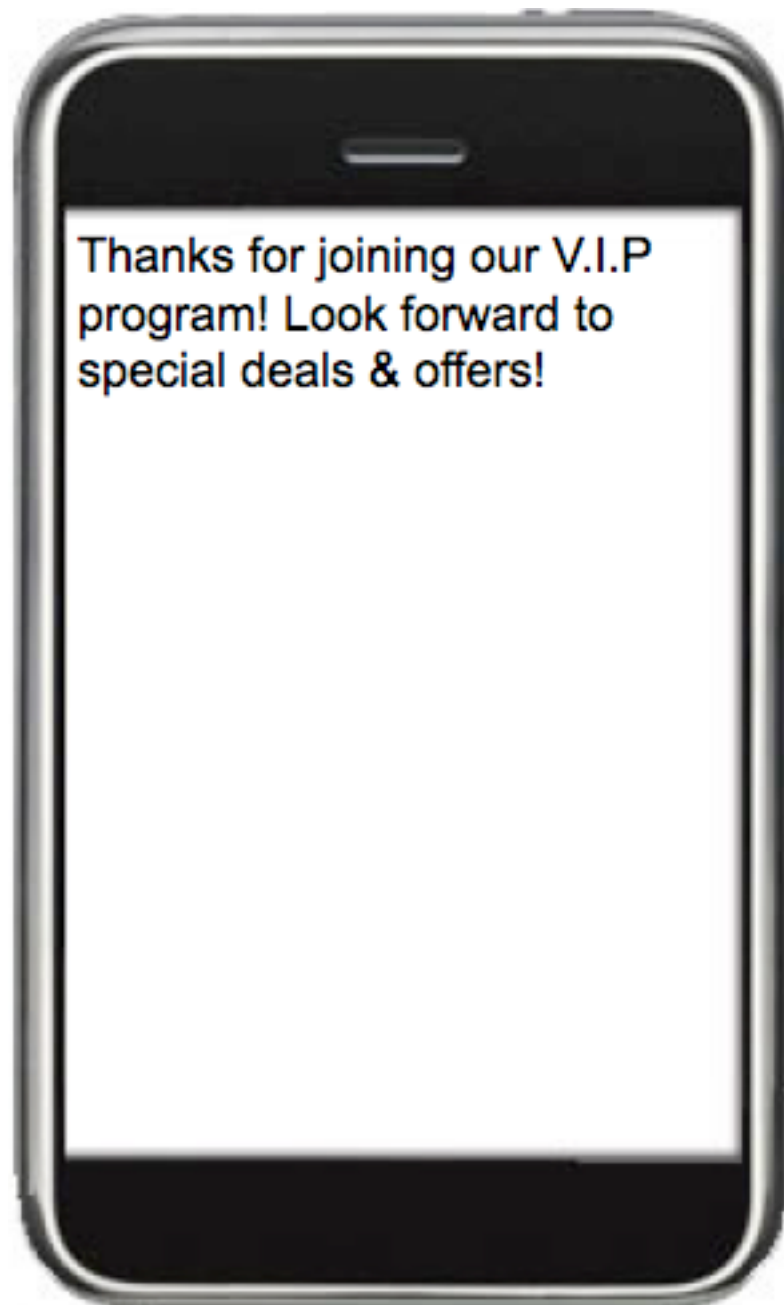 Thanks for joining our V.I.P
program! Look forward to
special deals & offers!